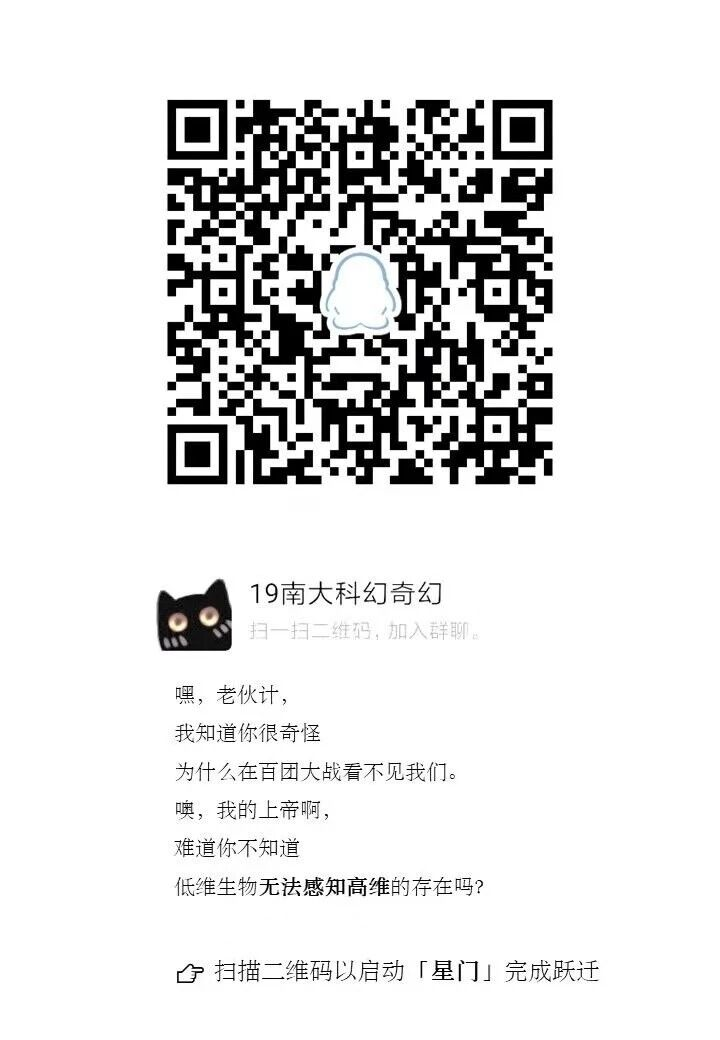 19南大科幻奇幻
扫一扫二维码，加入群聊。
嘿，老伙计，
我知道你很奇怪
为什么在百团大战看不见我们。
噢，我的上帝啊，
难道你不知道
低维生物无法感知高维的存在吗？
扫描二维码以启动「星门」完成跃迁